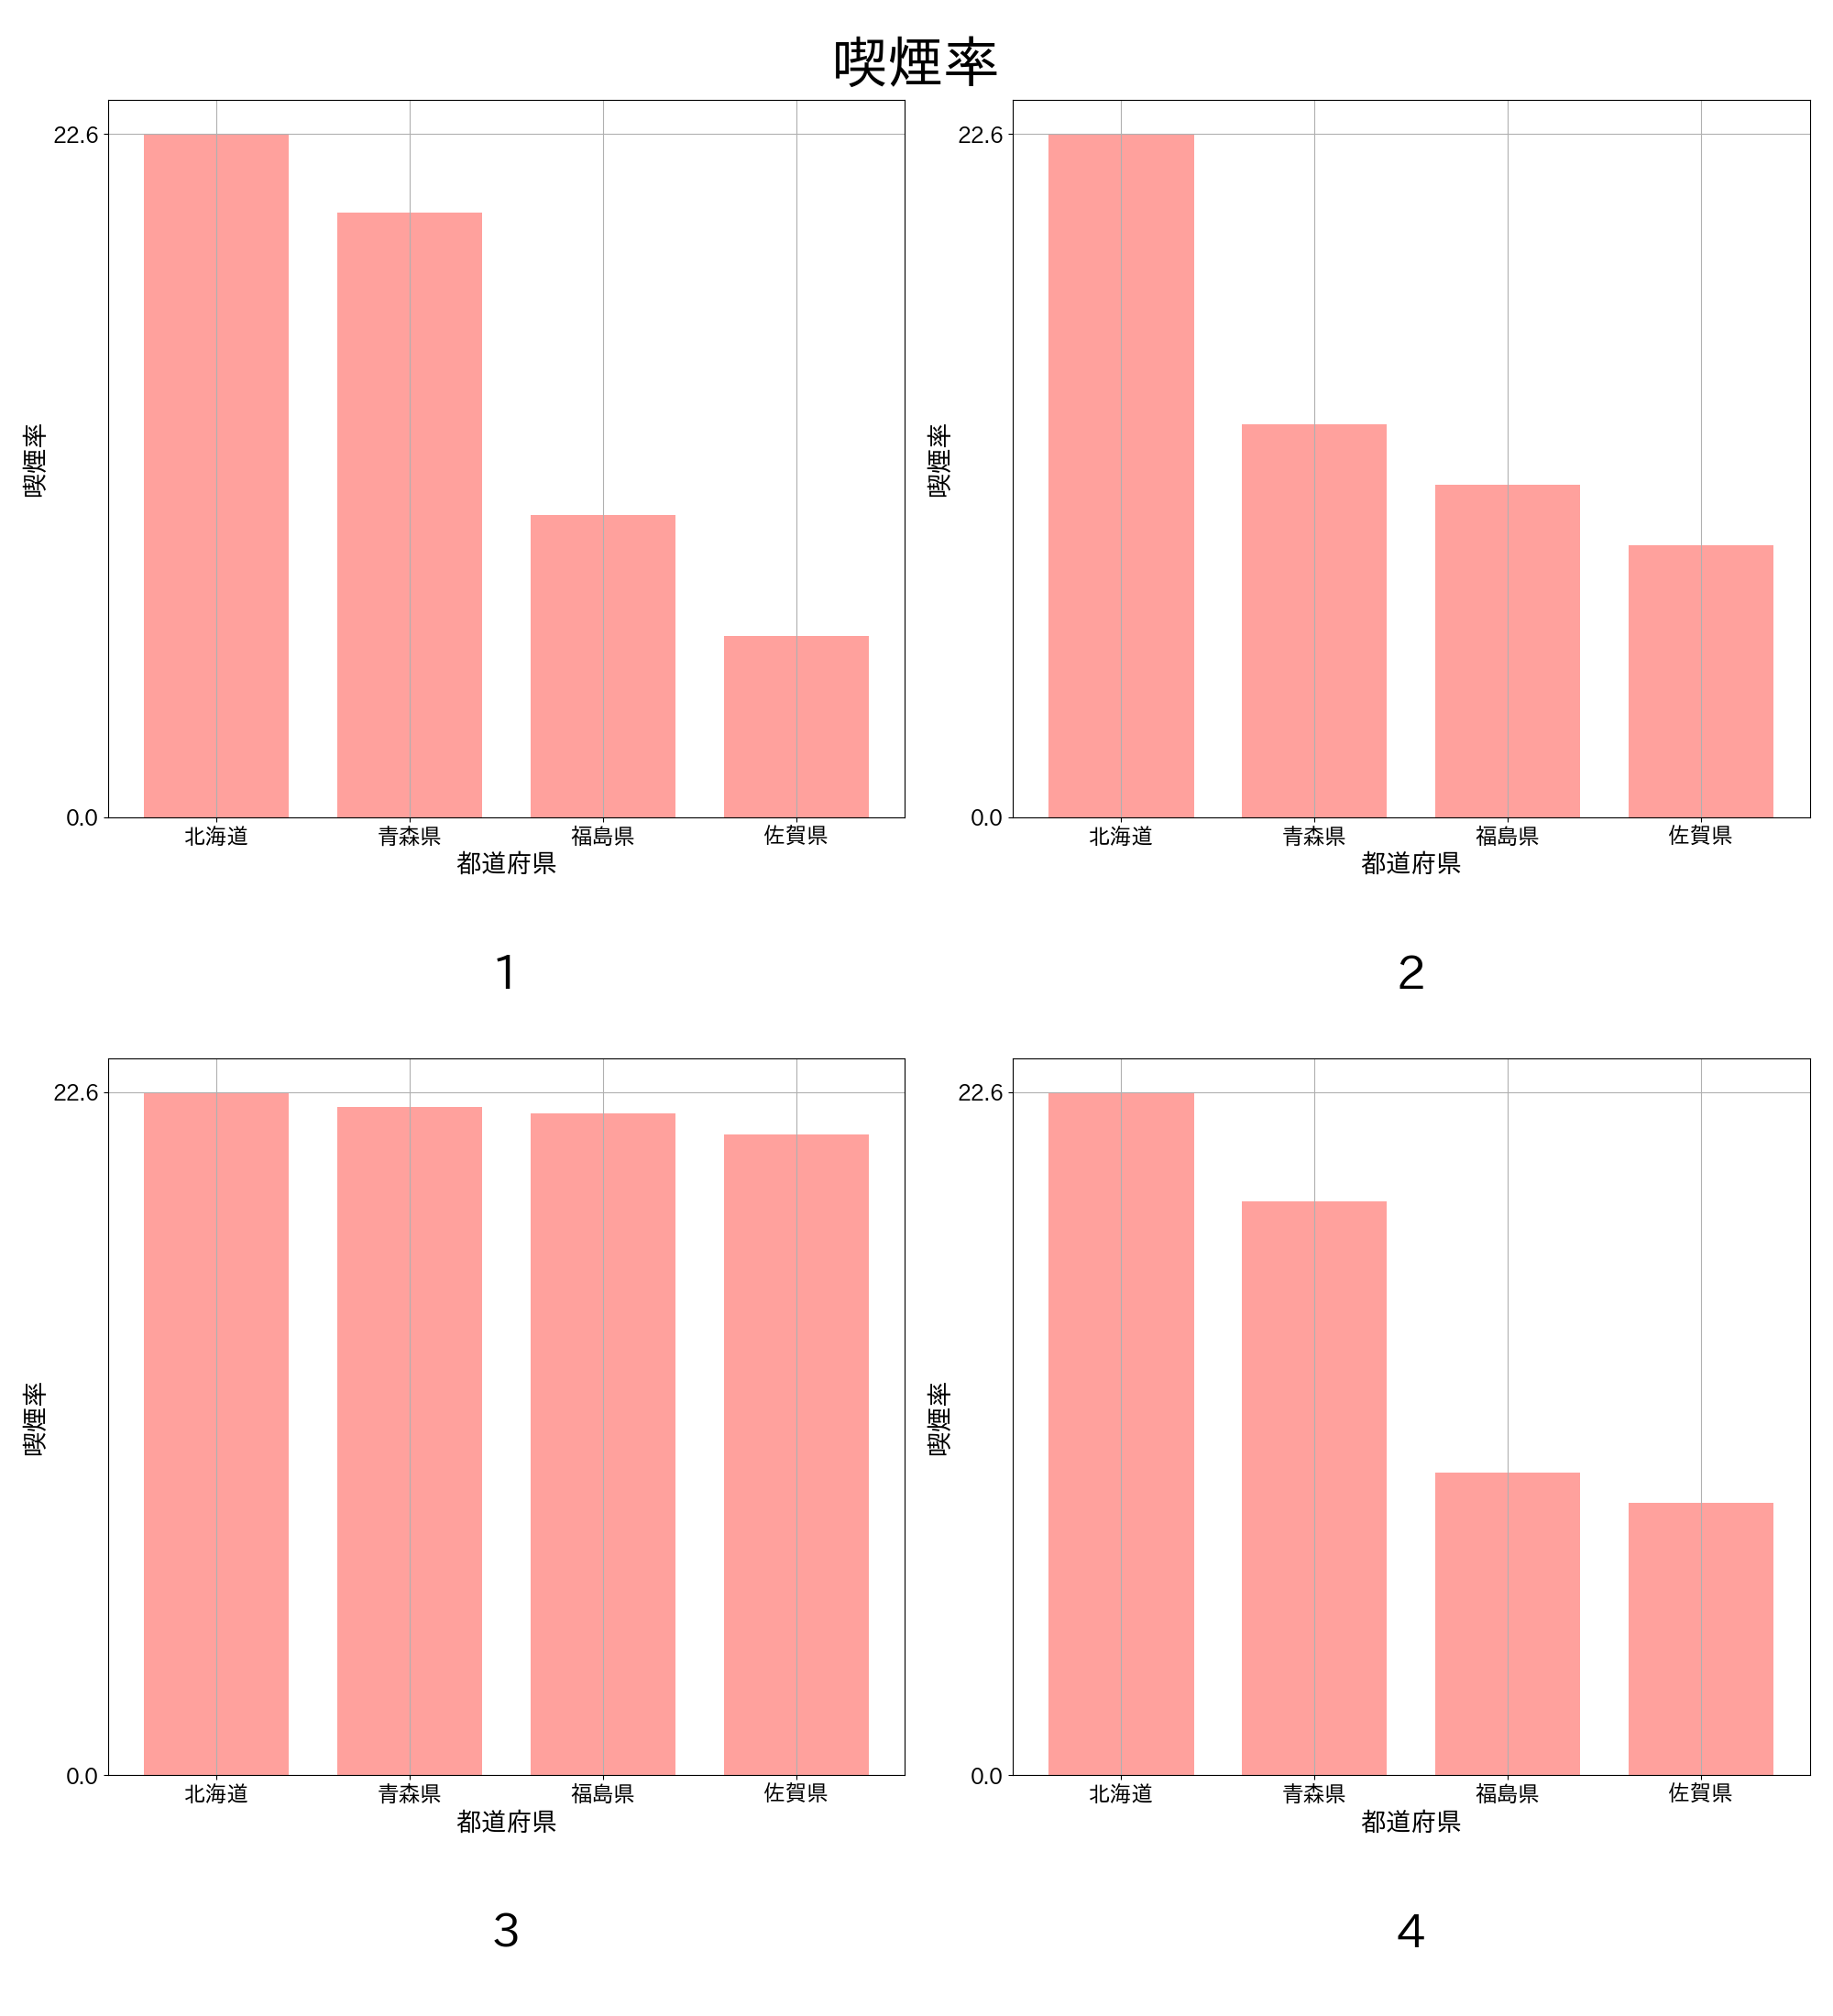 喫煙率
22.6
0.0
喫煙率
北海道 青森県 福島県 佐賀県
都道府県
1
22.6
0.0
喫煙率
北海道 青森県 福島県 佐賀県
都道府県
2
22.6
0.0
喫煙率
北海道 青森県 福島県 佐賀県
都道府県
3
22.6
0.0
喫煙率
北海道 青森県 福島県 佐賀県
都道府県
4